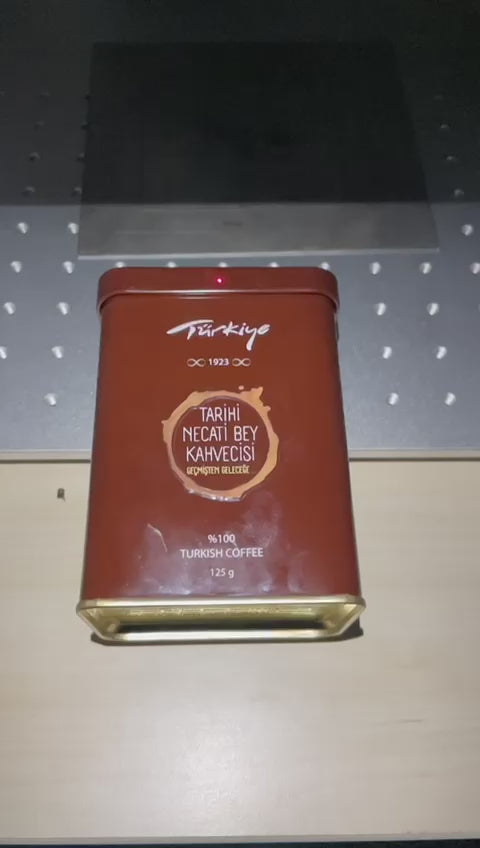 Türkiye
1923
TARİHİ
NECATİ BEY
KAHVECİSİ
GEÇMİŞTEN GELECEĞE
%100
TURKISH COFFEE
125 g